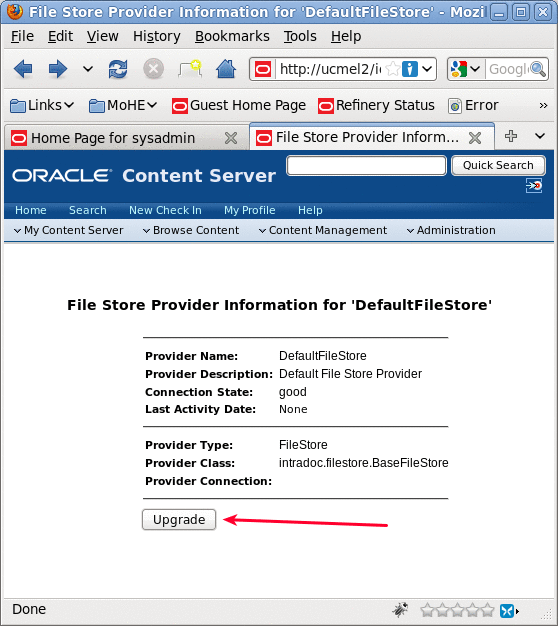 File Store Provider Information for 'DefaultFileStore' - Mozil
File Edit View History Bookmarks Tools Help
http://ucmel2/i
Google
Links MoHE Guest Home Page Refinery Status Error »
Home Page for sysadmin File Store Provider Inform...
ORACLE Content Server Quick Search
Home Search New Check In My Profile Help
My Content Server Browse Content Content Management Administration
File Store Provider Information for 'DefaultFileStore'
Provider Name: DefaultFileStore
Provider Description: Default File Store Provider
Connection State: good
Last Activity Date: None
Provider Type: FileStore
Provider Class: intradoc.filestore.BaseFileStore
Provider Connection:
Upgrade
Done